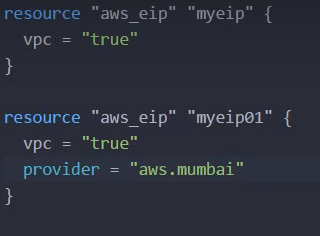 resource "aws_eip" "myeip" {
  vpc = "true"
}
resource "aws_eip" "myeip01" {
  vpc = "true"
  provider = "aws.mumbai"
}